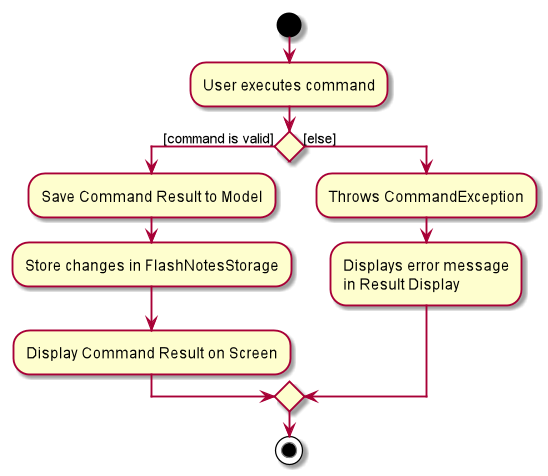 User executes command
[command is valid]
[else]
Save Command Result to Model
Store changes in FlashNotesStorage
Display Command Result on Screen
Throws CommandException
Displays error message
in Result Display